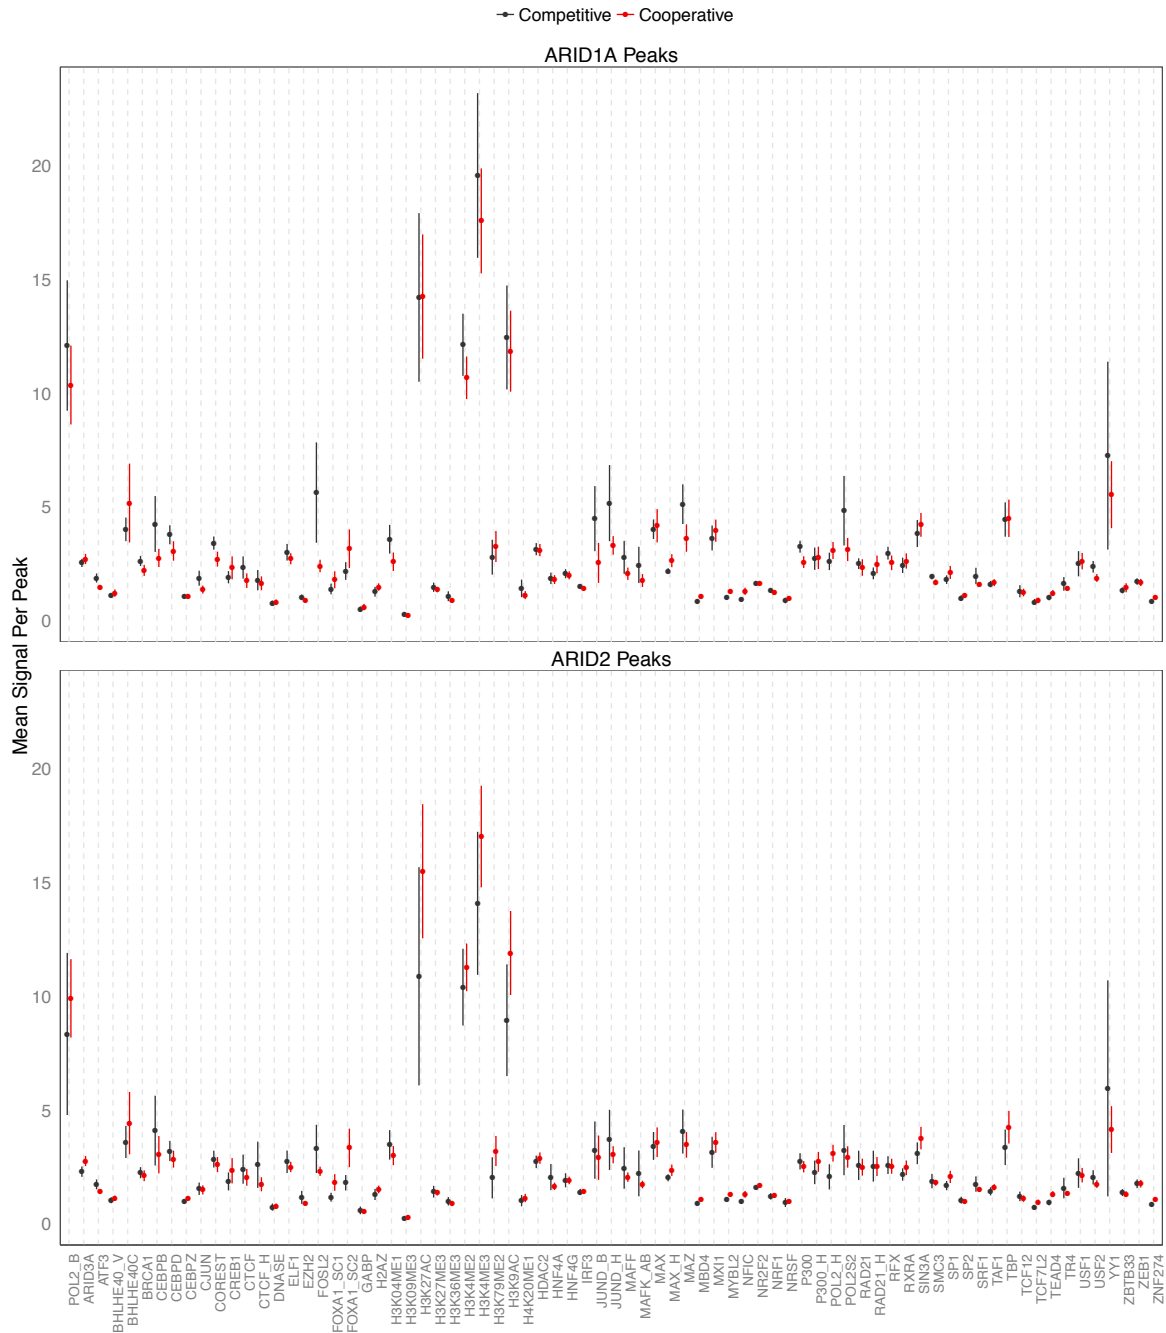 Competitive Cooperative
ARID1A Peaks
20
15
10
5
0
Mean Signal Per Peak
ARID2 Peaks
20
15
10
5
0
POL2_B
ARID3A
ATF3
BHLHE40_V
BHLHE40C
BRCA1
CEBPB
CEBPD
CEBPZ
CJUN
COREST
CREB1
CTCF
CTCF_H
DNASE
ELF1
EZH2
FOSL2
FOXA1_SC1
FOXA1_SC2
GABP
H2AZ
H3K04ME1
H3K09ME3
H3K27AC
H3K27ME3
H3K36ME3
H3K4ME2
H3K4ME3
H3K79ME2
H3K9AC
H4K20ME1
HDAC2
HNF4A
HNF4G
IRF3
JUND_B
JUND_H
MAFF
MAFK_AB
MAX
MAX_H
MAZ
MBD4
MXI1
MYBL2
NFIC
NR2F2
NRF1
NRSF
P300
P300_H
POL2_H
POL2S2
RAD21
RAD21_H
RFX
RXRA
SIN3A
SMC3
SP1
SP2
SRF1
TAF1
TBP
TCF12
TCF7L2
TEAD4
TR4
USF1
USF2
YY1
ZBTB33
ZEB1
ZNF274